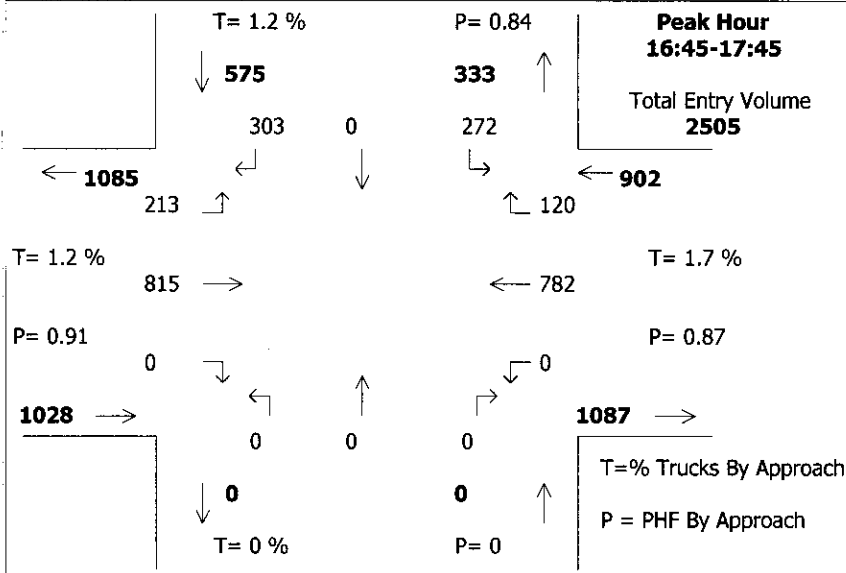 T= 1.2 % P= 0.84 Peak Hour
16:45-17:45
575 333
Total Entry Volume
303 0 272 2505
1085 902
213 120
T= 1.2 % T= 1.7 %
815 782
P= 0.91 P= 0.87
0 0
1028 1087
0 0 0
T=% Trucks By Approach
0 0
P = PHF By Approach
T= 0 % P= 0